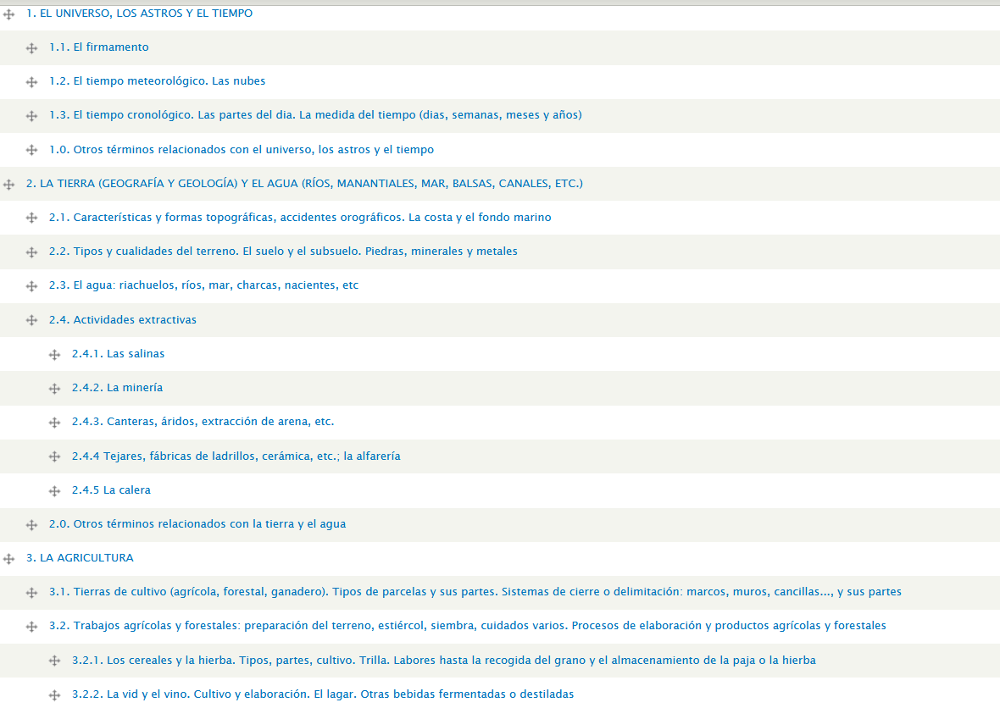 1. EL UNIVERSO, LOS ASTROS Y EL TIEMPO
1.1. El firmamento
1.2. El tiempo meteorológico. Las nubes
1.3. El tiempo cronológico. Las partes del dia. La medida del tiempo (dias, semanas, meses y años)
1.0. Otros términos relacionados con el universo, los astros y el tiempo
2. LA TIERRA (GEOGRAFÍA Y GEOLOGÍA) Y EL AGUA (RÍOS, MANANTIALES, MAR, BALSAS, CANALES, ETC.)
2.1. Características y formas topográficas, accidentes orográficos. La costa y el fondo marino
2.2. Tipos y cualidades del terreno. El suelo y el subsuelo. Piedras, minerales y metales
2.3. El agua: riachuelos, ríos, mar, charcas, nacientes, etc
2.4. Actividades extractivas
2.4.1. Las salinas
2.4.2. La minería
2.4.3. Canteras, áridos, extracción de arena, etc.
2.4.4 Tejares, fábricas de ladrillos, cerámica, etc.; la alfarería
2.4.5 La calera
2.0. Otros términos relacionados con la tierra y el agua
3. LA AGRICULTURA
3.1. Tierras de cultivo (agrícola, forestal, ganadero). Tipos de parcelas y sus partes. Sistemas de cierre o delimitación: marcos, muros, cancillas..., y sus partes
3.2. Trabajos agrícolas y forestales: preparación del terreno, estiércol, siembra, cuidados varios. Procesos de elaboración y productos agrícolas y forestales
3.2.1. Los cereales y la hierba. Tipos, partes, cultivo. Trilla. Labores hasta la recogida del grano y el almacenamiento de la paja o la hierba
3.2.2. La vid y el vino. Cultivo y elaboración. El lagar. Otras bebidas fermentadas o destiladas